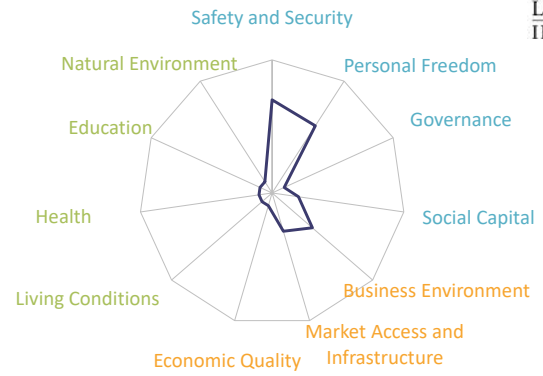 Safety and Security
Natural Environment
Personal Freedom
Education
Governance
Health
Social Capital
Living Conditions
Business Environment
Market Access and
Infrastructure
Economic Quality